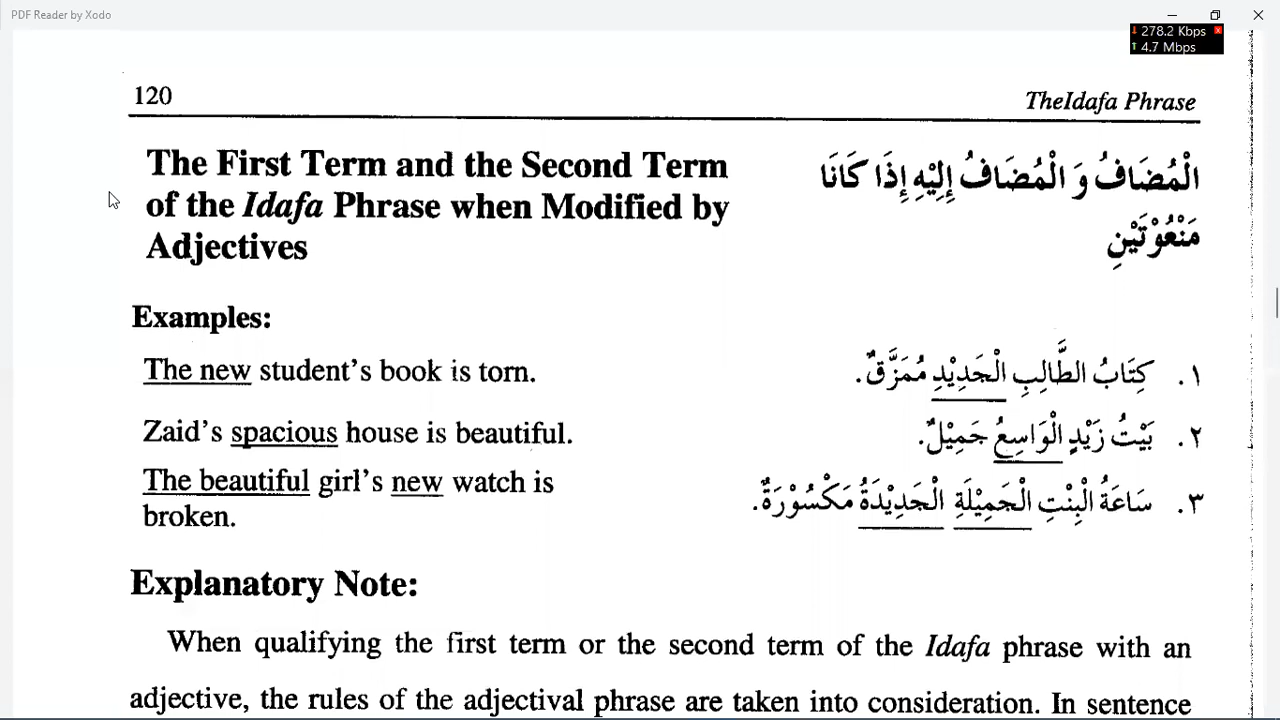 PDF Reader by Xodo
278.2 Kbps
4.7 Mbps
120
TheIdafa Phrase
The First Term and the Second Term
of the Idafa Phrase when Modified by
Adjectives
الْمُضَافُ وَ الْمُضَافُ إِلَيْهِ إِذَا كَانَا
مَنْعُوْتَيْنِ
Examples:
The new student's book is torn.
١. كِتَابُ الطَّالِبِ الْجَدِيْدِ مُمَزَّقٌ.
Zaid's spacious house is beautiful.
٢. بَيْتُ زَيْدٍ الْوَاسِعُ جَمِيْلٌ.
The beautiful girl's new watch is
broken.
٣. سَاعَةُ الْبِنْتِ الْجَمِيْلَةِ الْجَدِيْدَةُ مَكْسُوْرَةٌ.
Explanatory Note:
When qualifying the first term or the second term of the Idafa phrase with an
adjective, the rules of the adjectival phrase are taken into consideration. In sentence